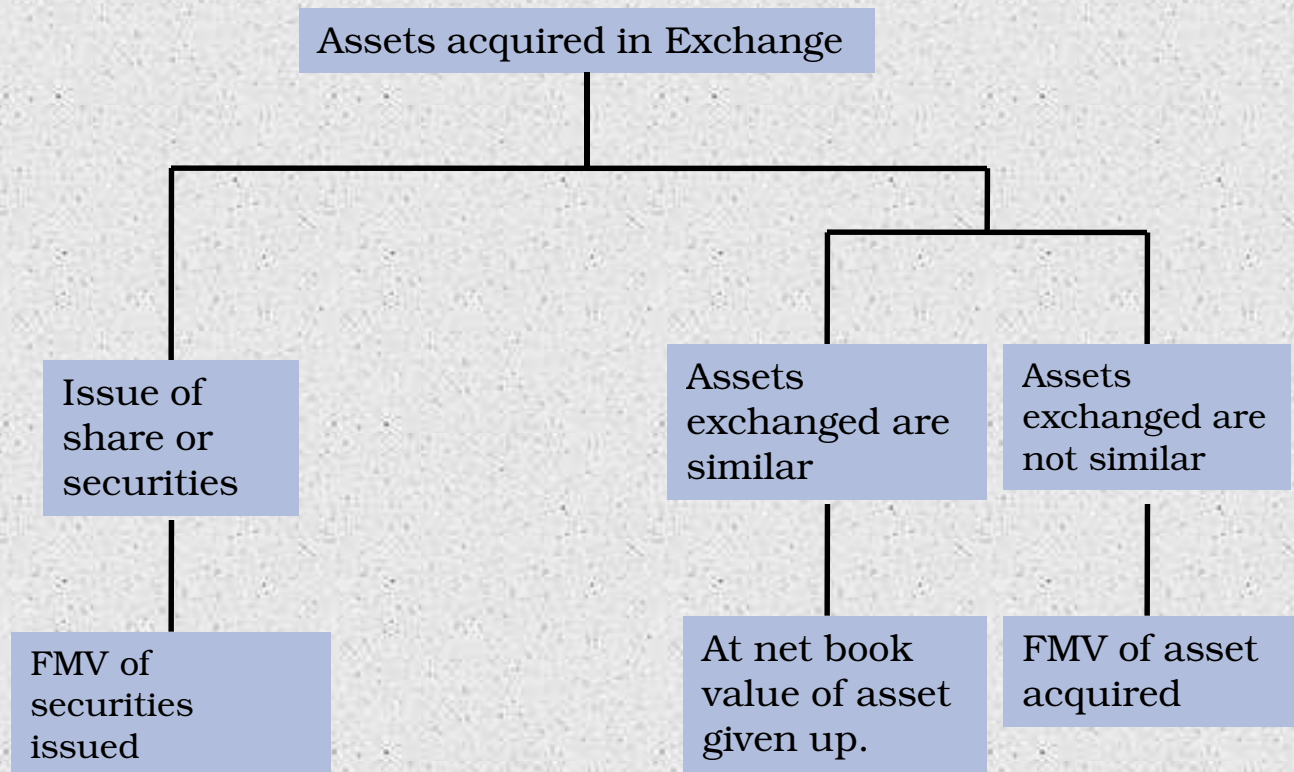 Assets acquired in Exchange
Issue of
share or
securities
Assets
exchanged are
similar
Assets
exchanged are
not similar
FMV of
securities
issued
At net book
value of asset
given up.
FMV of asset
acquired